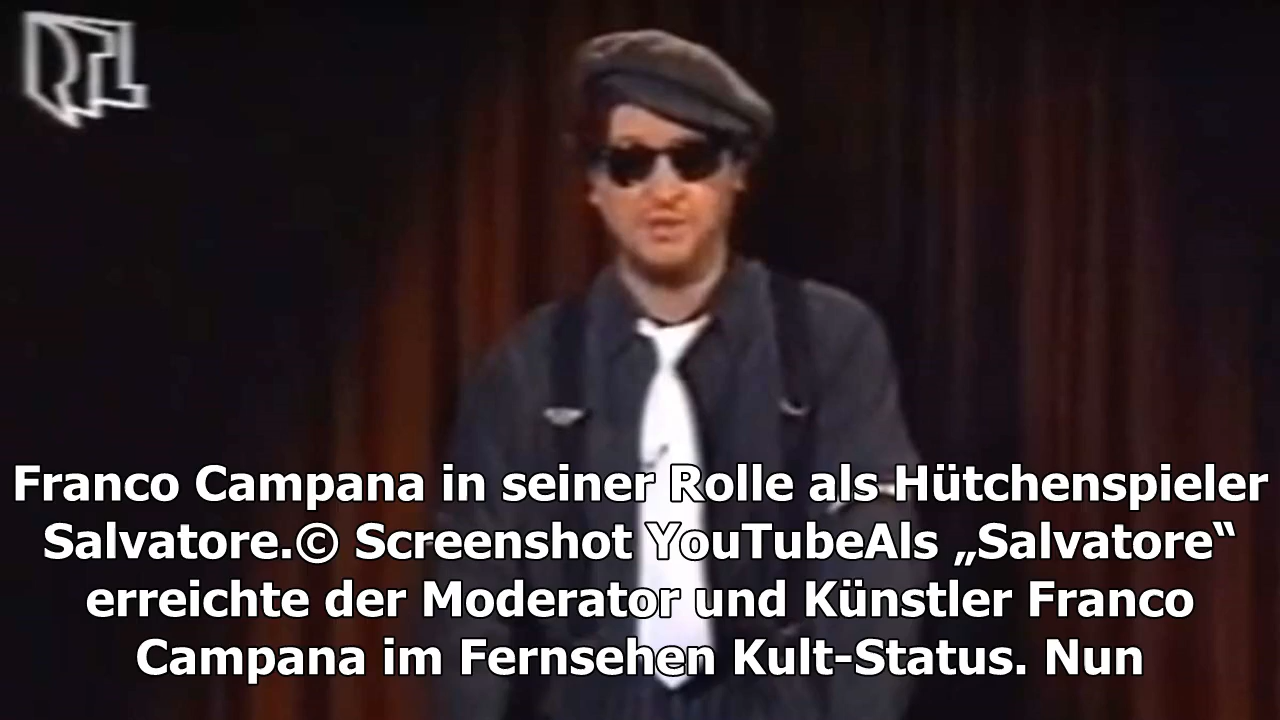 RTL
Franco Campana in seiner Rolle als Hütchenspieler
Salvatore.© Screenshot YouTubeAls „Salvatore“
erreichte der Moderator und Künstler Franco
Campana im Fernsehen Kult-Status. Nun